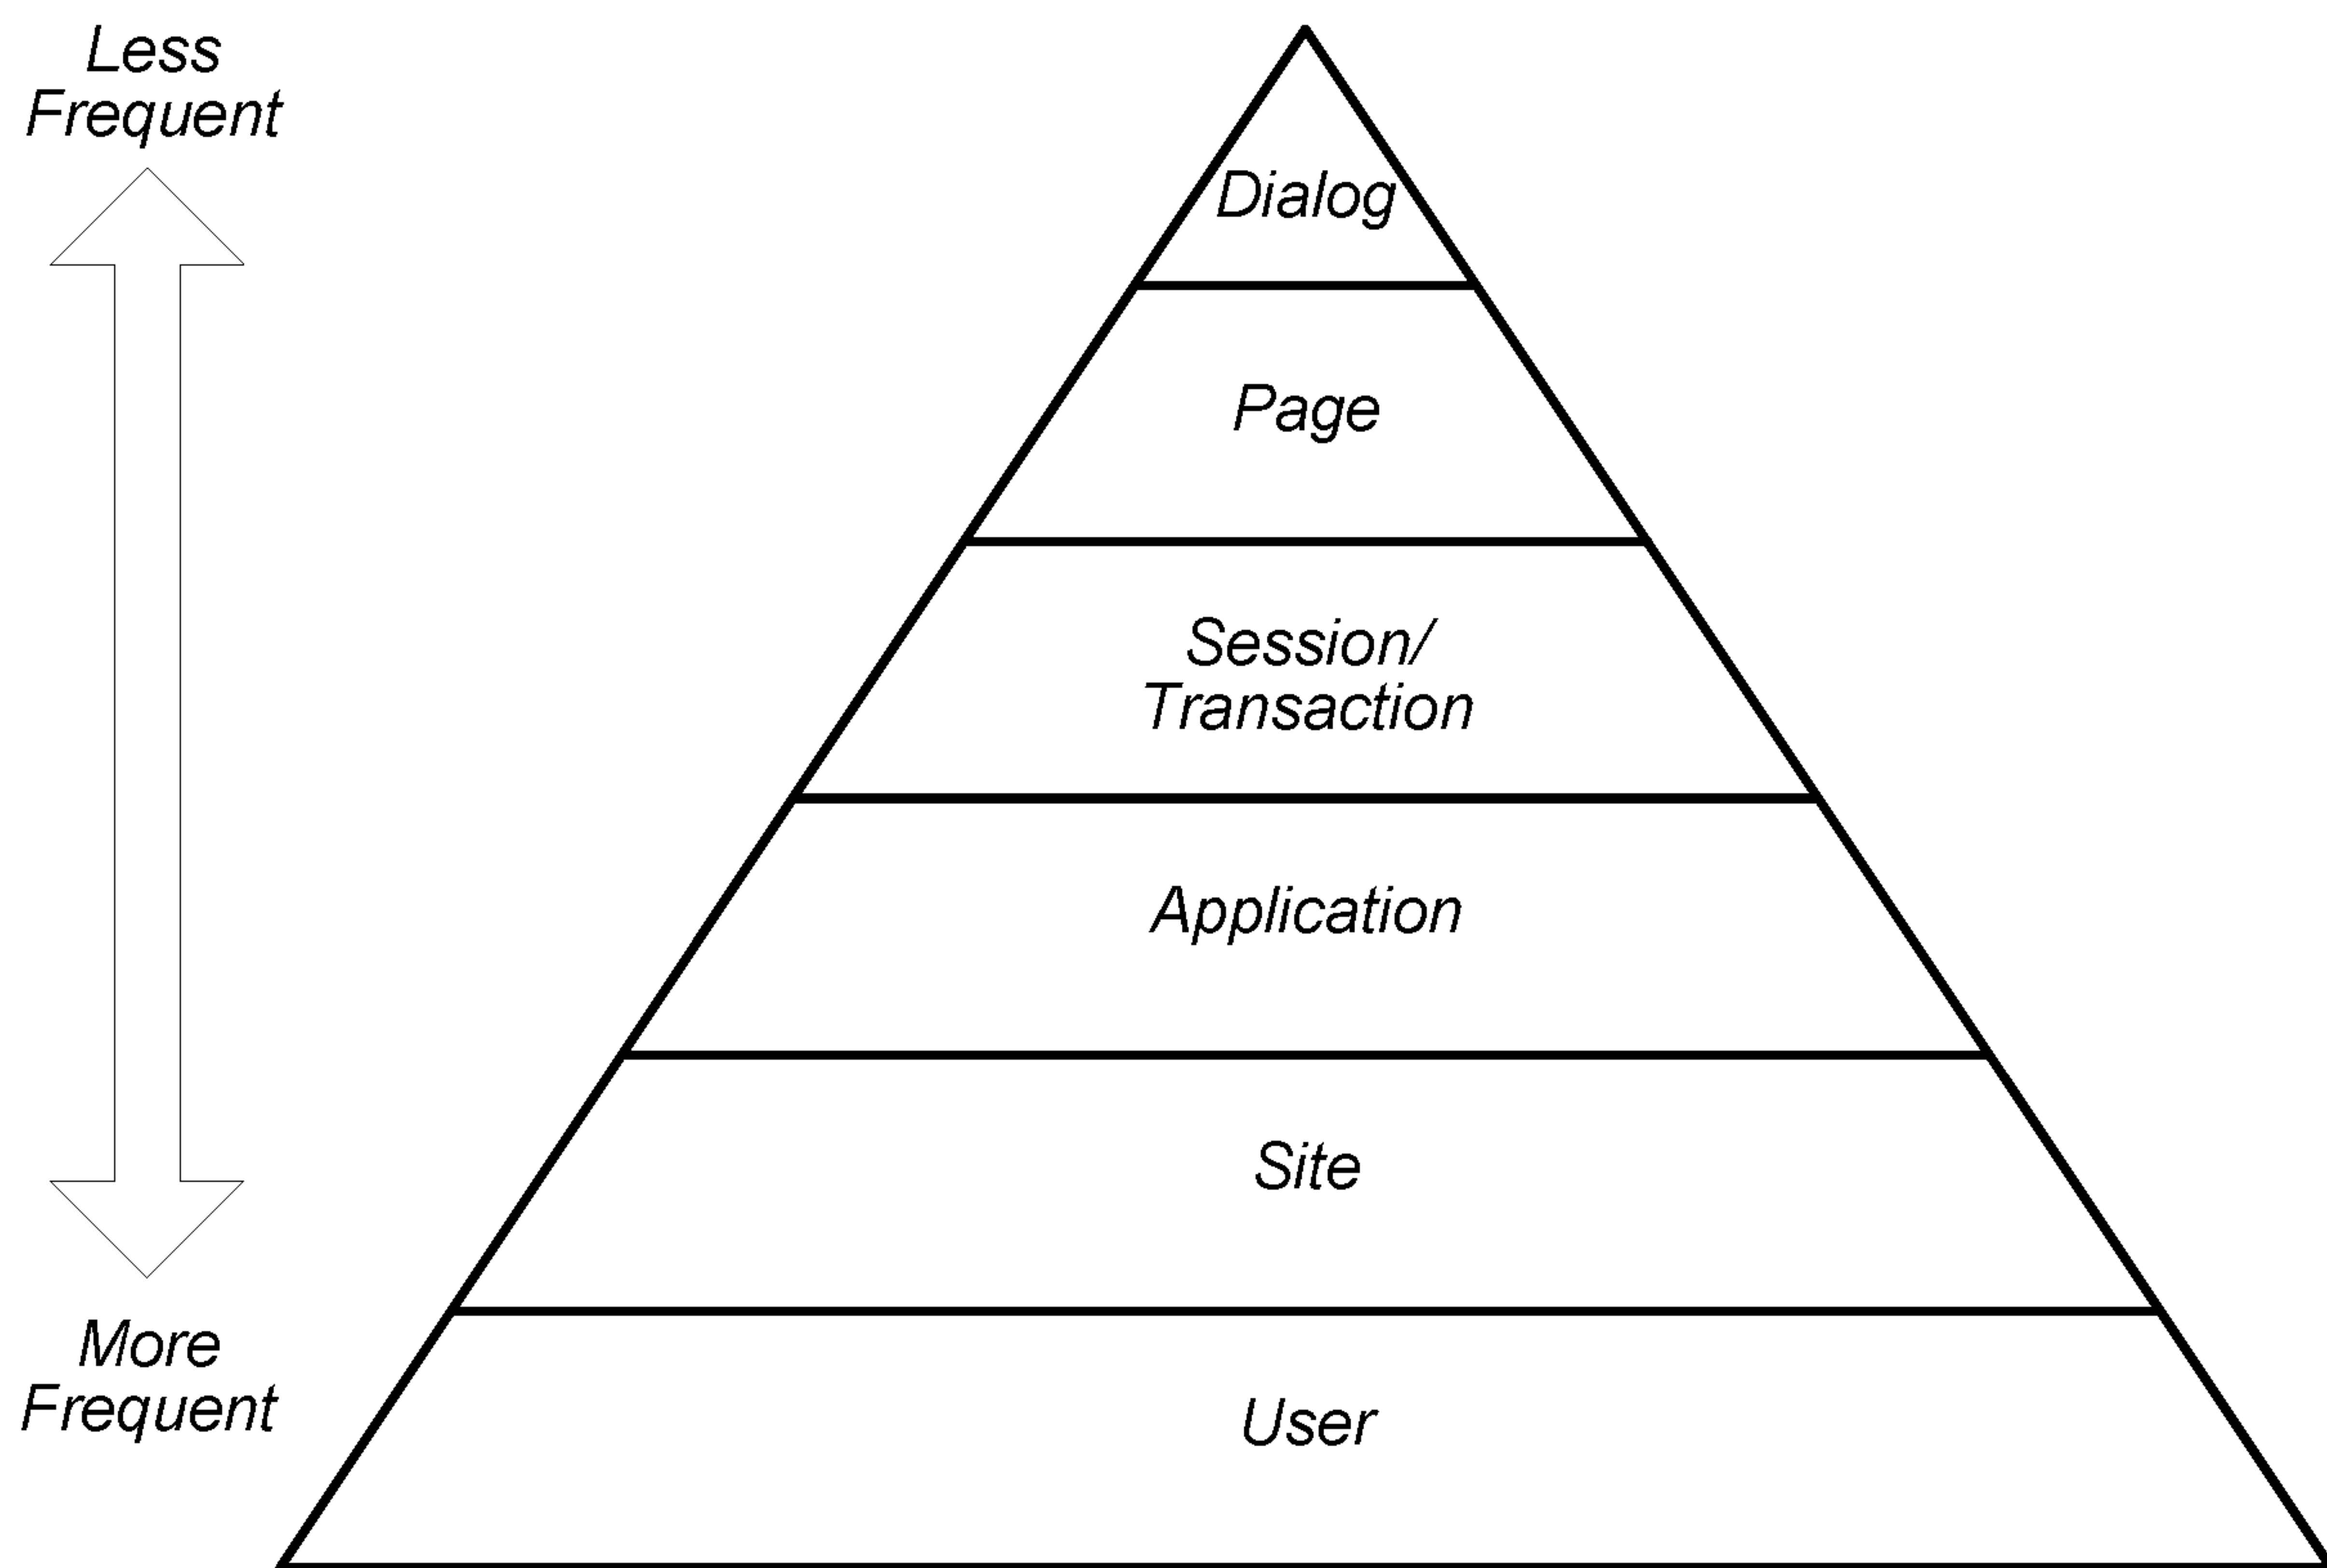 Less
Frequent
Dialog
Page
Session/
Transaction
Application
Site
More
Frequent
User